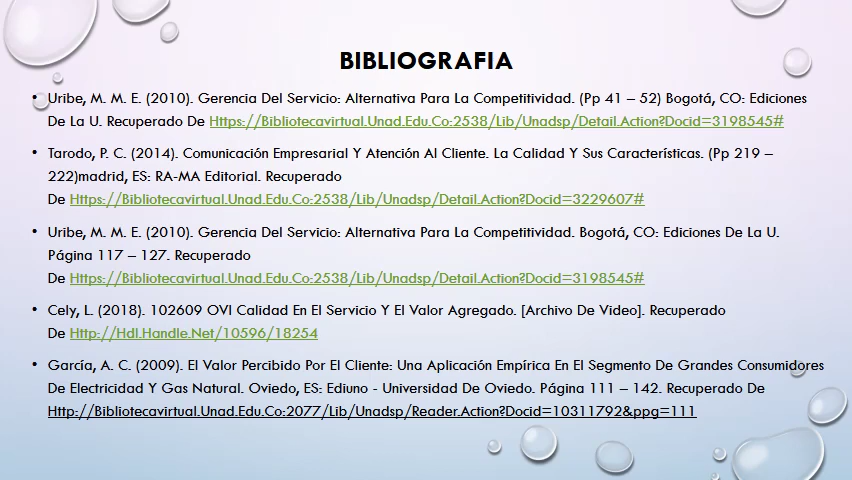 BIBLIOGRAFIA
• Uribe, M. M. E. (2010). Gerencia Del Servicio: Alternativa Para La Competitividad. (Pp 41 – 52) Bogotá, CO: Ediciones
De La U. Recuperado De Https://Bibliotecavirtual.Unad.Edu.Co:2538/Lib/Unadsp/Detail.Action?Docid=3198545#
• Tarodo, P. C. (2014). Comunicación Empresarial Y Atención Al Cliente. La Calidad Y Sus Características. (Pp 219 –
222)madrid, ES: RA-MA Editorial. Recuperado
De Https://Bibliotecavirtual.Unad.Edu.Co:2538/Lib/Unadsp/Detail.Action?Docid=3229607#
• Uribe, M. M. E. (2010). Gerencia Del Servicio: Alternativa Para La Competitividad. Bogotá, CO: Ediciones De La U.
Página 117 – 127. Recuperado
De Https://Bibliotecavirtual.Unad.Edu.Co:2538/Lib/Unadsp/Detail.Action?Docid=3198545#
• Cely, L. (2018). 102609 OVI Calidad En El Servicio Y El Valor Agregado. [Archivo De Video]. Recuperado
De Http://Hdl.Handle.Net/10596/18254
• García, A. C. (2009). El Valor Percibido Por El Cliente: Una Aplicación Empírica En El Segmento De Grandes Consumidores
De Electricidad Y Gas Natural. Oviedo, ES: Ediuno - Universidad De Oviedo. Página 111 – 142. Recuperado De
Http://Bibliotecavirtual.Unad.Edu.Co:2077/Lib/Unadsp/Reader.Action?Docid=10311792&ppg=111